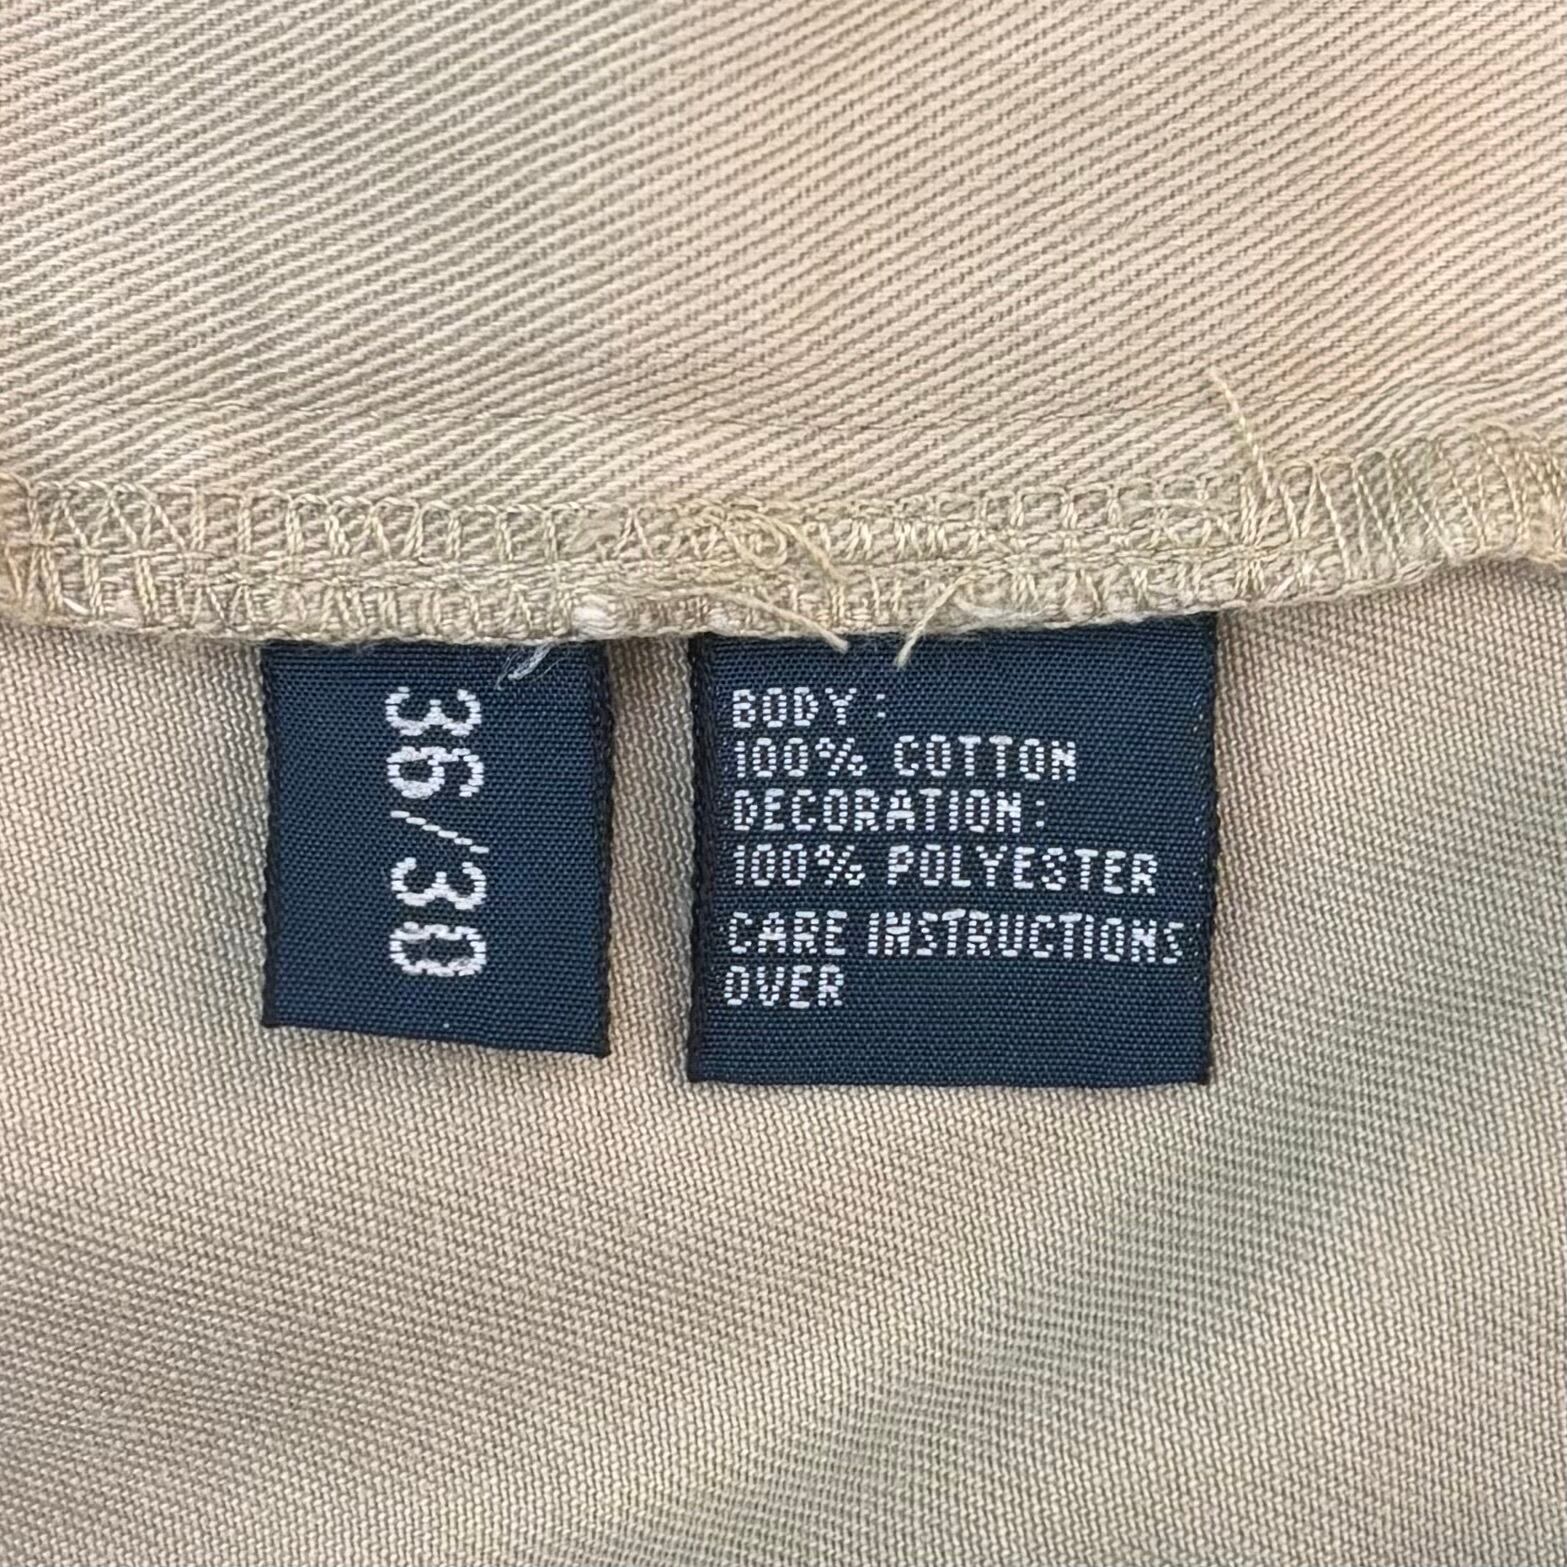 36/30
BODY:
100% COTTON
DECORATION:
100% POLYESTER
CARE INSTRUCTIONS
OVER